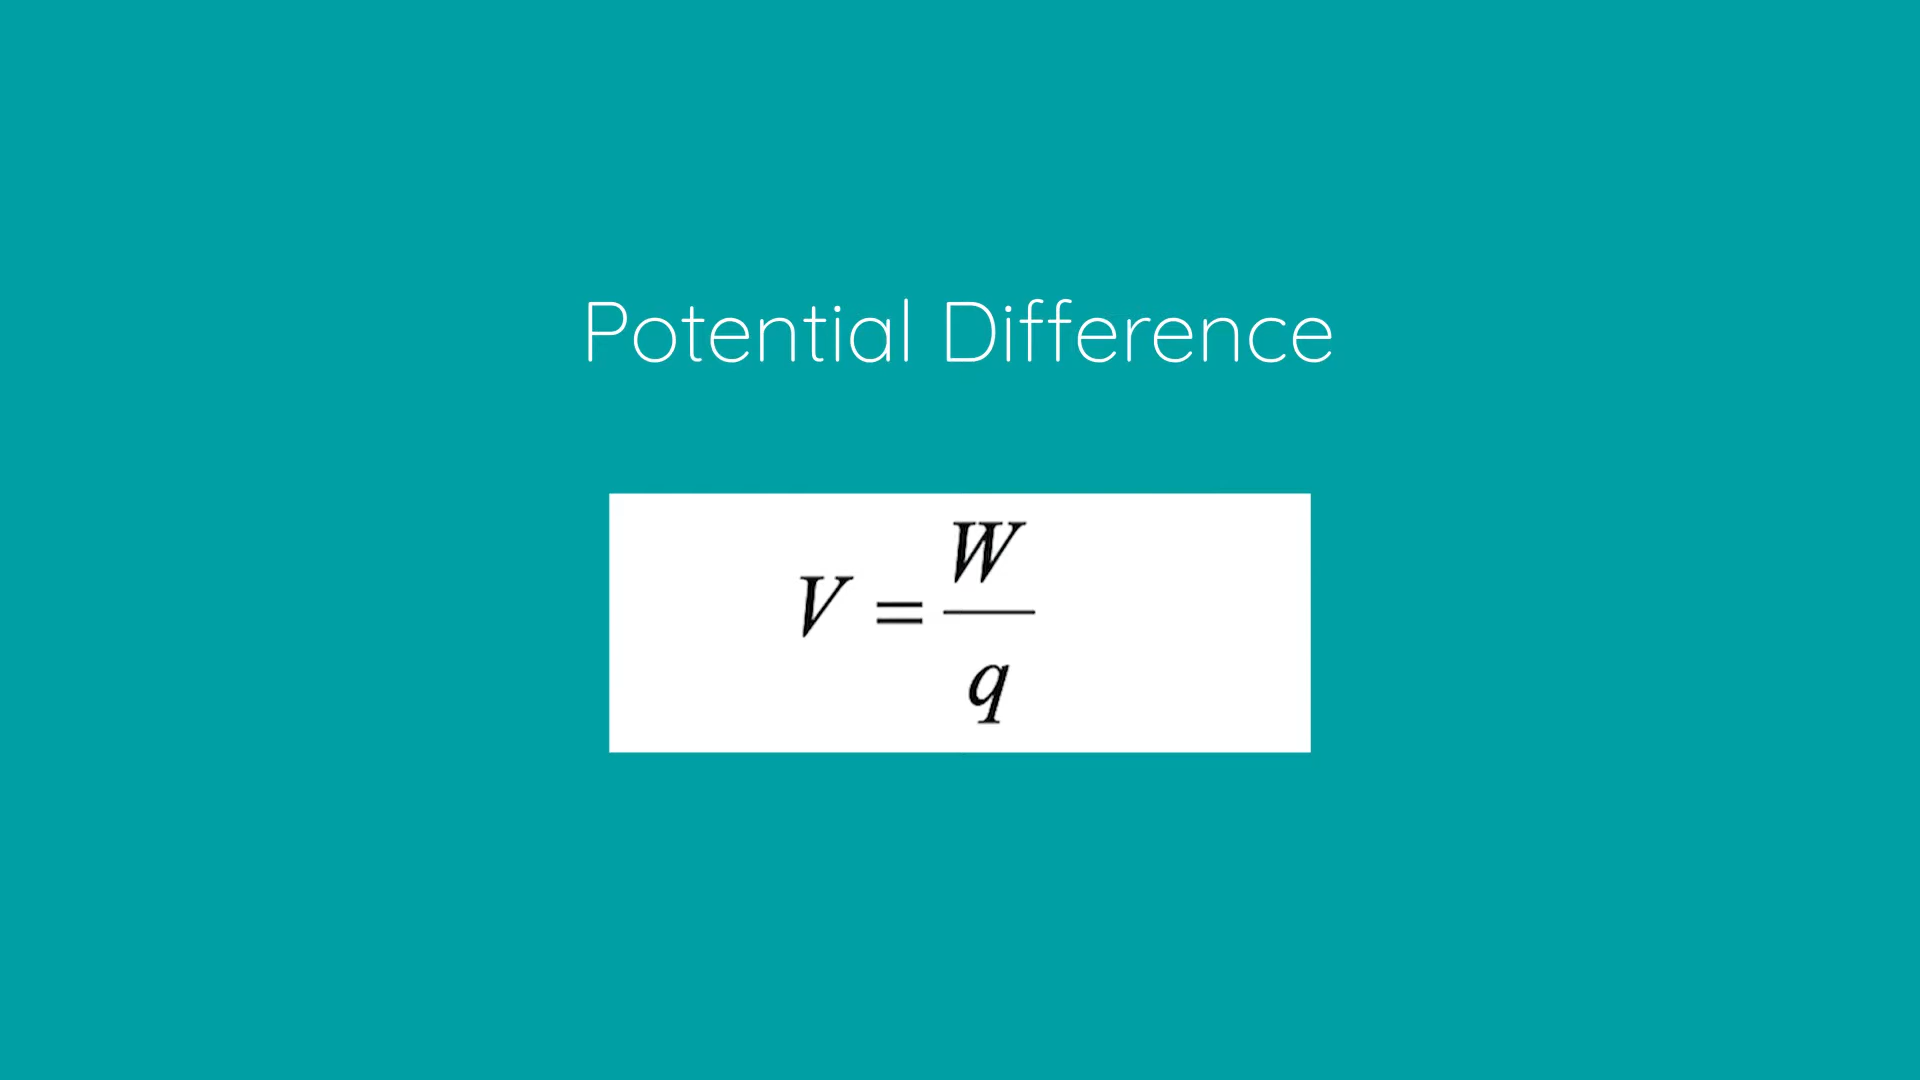 Potential Difference
V = W/q